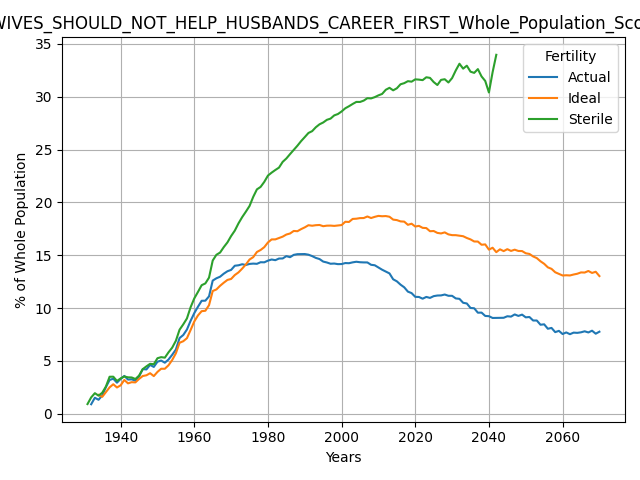 WIVES_SHOULD_NOT_HELP_HUSBANDS_CAREER_FIRST_Whole_Population_Sco
Fertility
Actual
Ideal
Sterile
% of Whole Population
35
30
25
20
15
10
5
0
1940 1960 1980 2000 2020 2040 2060
Years